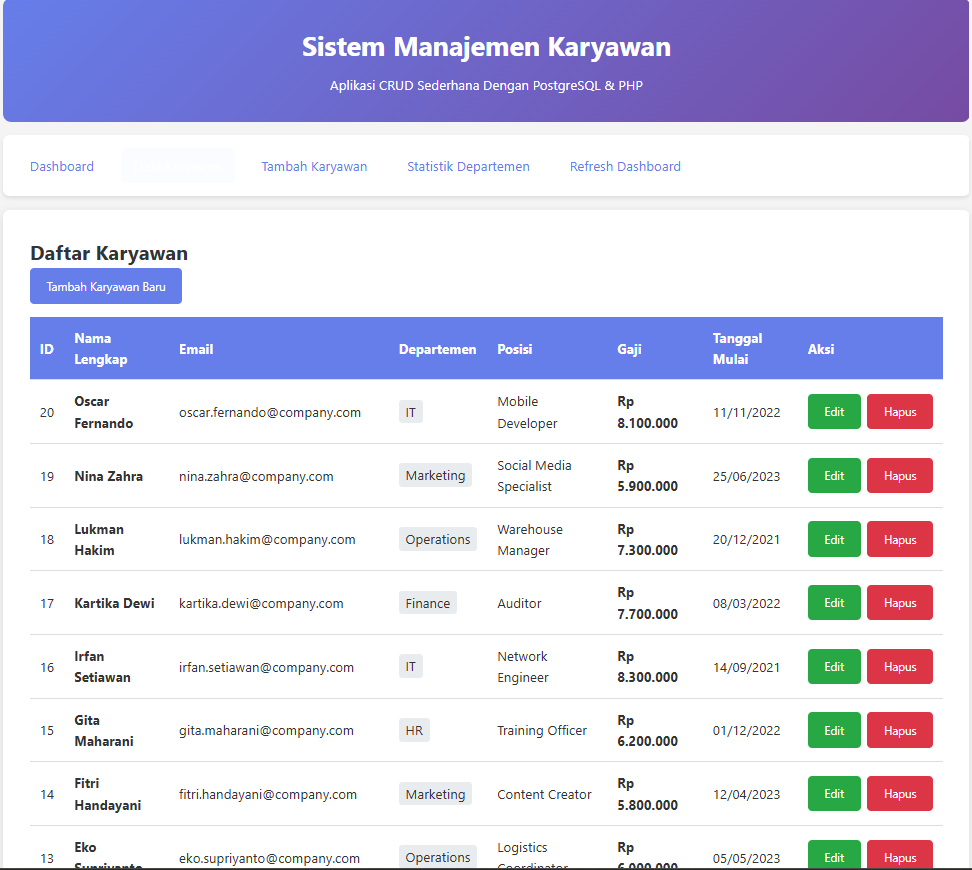 Sistem Manajemen Karyawan
Aplikasi CRUD Sederhana Dengan PostgreSQL & PHP
Dashboard Tambah Karyawan Statistik Departemen Refresh Dashboard
Daftar Karyawan
Tambah Karyawan Baru
ID Nama Lengkap Email Departemen Posisi Gaji Tanggal Mulai Aksi
20 Oscar Fernando oscar.fernando@company.com IT Mobile Developer Rp 8.100.000 11/11/2022 Edit Hapus
19 Nina Zahra nina.zahra@company.com Marketing Social Media Specialist Rp 5.900.000 25/06/2023 Edit Hapus
18 Lukman Hakim lukman.hakim@company.com Operations Warehouse Manager Rp 7.300.000 20/12/2021 Edit Hapus
17 Kartika Dewi kartika.dewi@company.com Finance Auditor Rp 7.700.000 08/03/2022 Edit Hapus
16 Irfan Setiawan irfan.setiawan@company.com IT Network Engineer Rp 8.300.000 14/09/2021 Edit Hapus
15 Gita Maharani gita.maharani@company.com HR Training Officer Rp 6.200.000 01/12/2022 Edit Hapus
14 Fitri Handayani fitri.handayani@company.com Marketing Content Creator Rp 5.800.000 12/04/2023 Edit Hapus
13 Eko Supriyanto eko.supriyanto@company.com Operations Logistics Coordinator Rp 05/05/2023 Edit Hapus